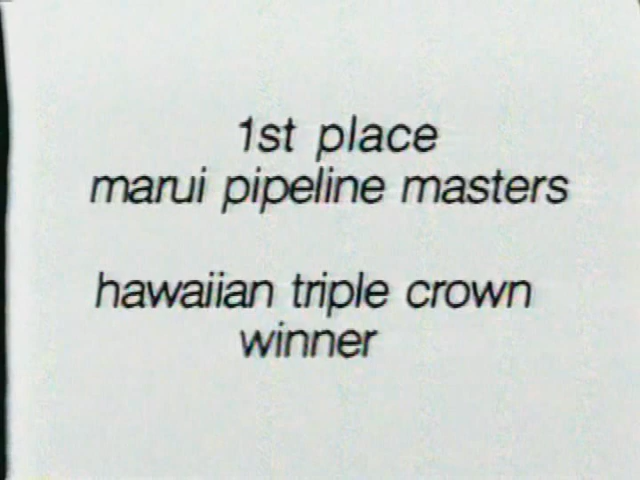 1st place
marui pipeline masters
hawaiian triple crown
winner